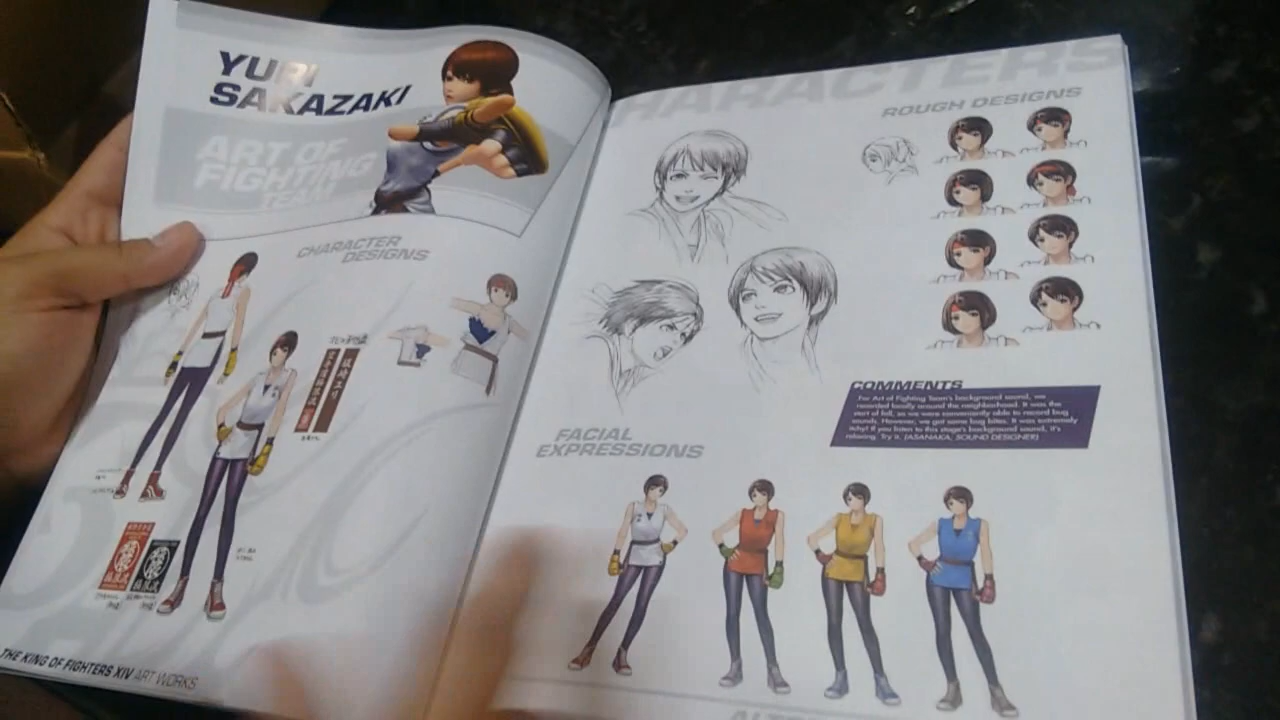 YURI
SAKAZAKI
ART OF
FIGHTING
TEAM
CHARACTER
DESIGNS
THE KING OF FIGHTERS XIV ART WORKS
CHARACTERS
ROUGH DESIGNS
COMMENTS
For Art of Fighting Team's background sound, we
recorded locally around the neighborhood. It was the
start of fall, so we were conveniently able to record bug
sounds. However, we got some bug bites. It was extremely
itchy! If you listen to this stage's background sound, it's
relaxing. Try it. (ASANAKA, SOUND DESIGNER)
FACIAL
EXPRESSIONS